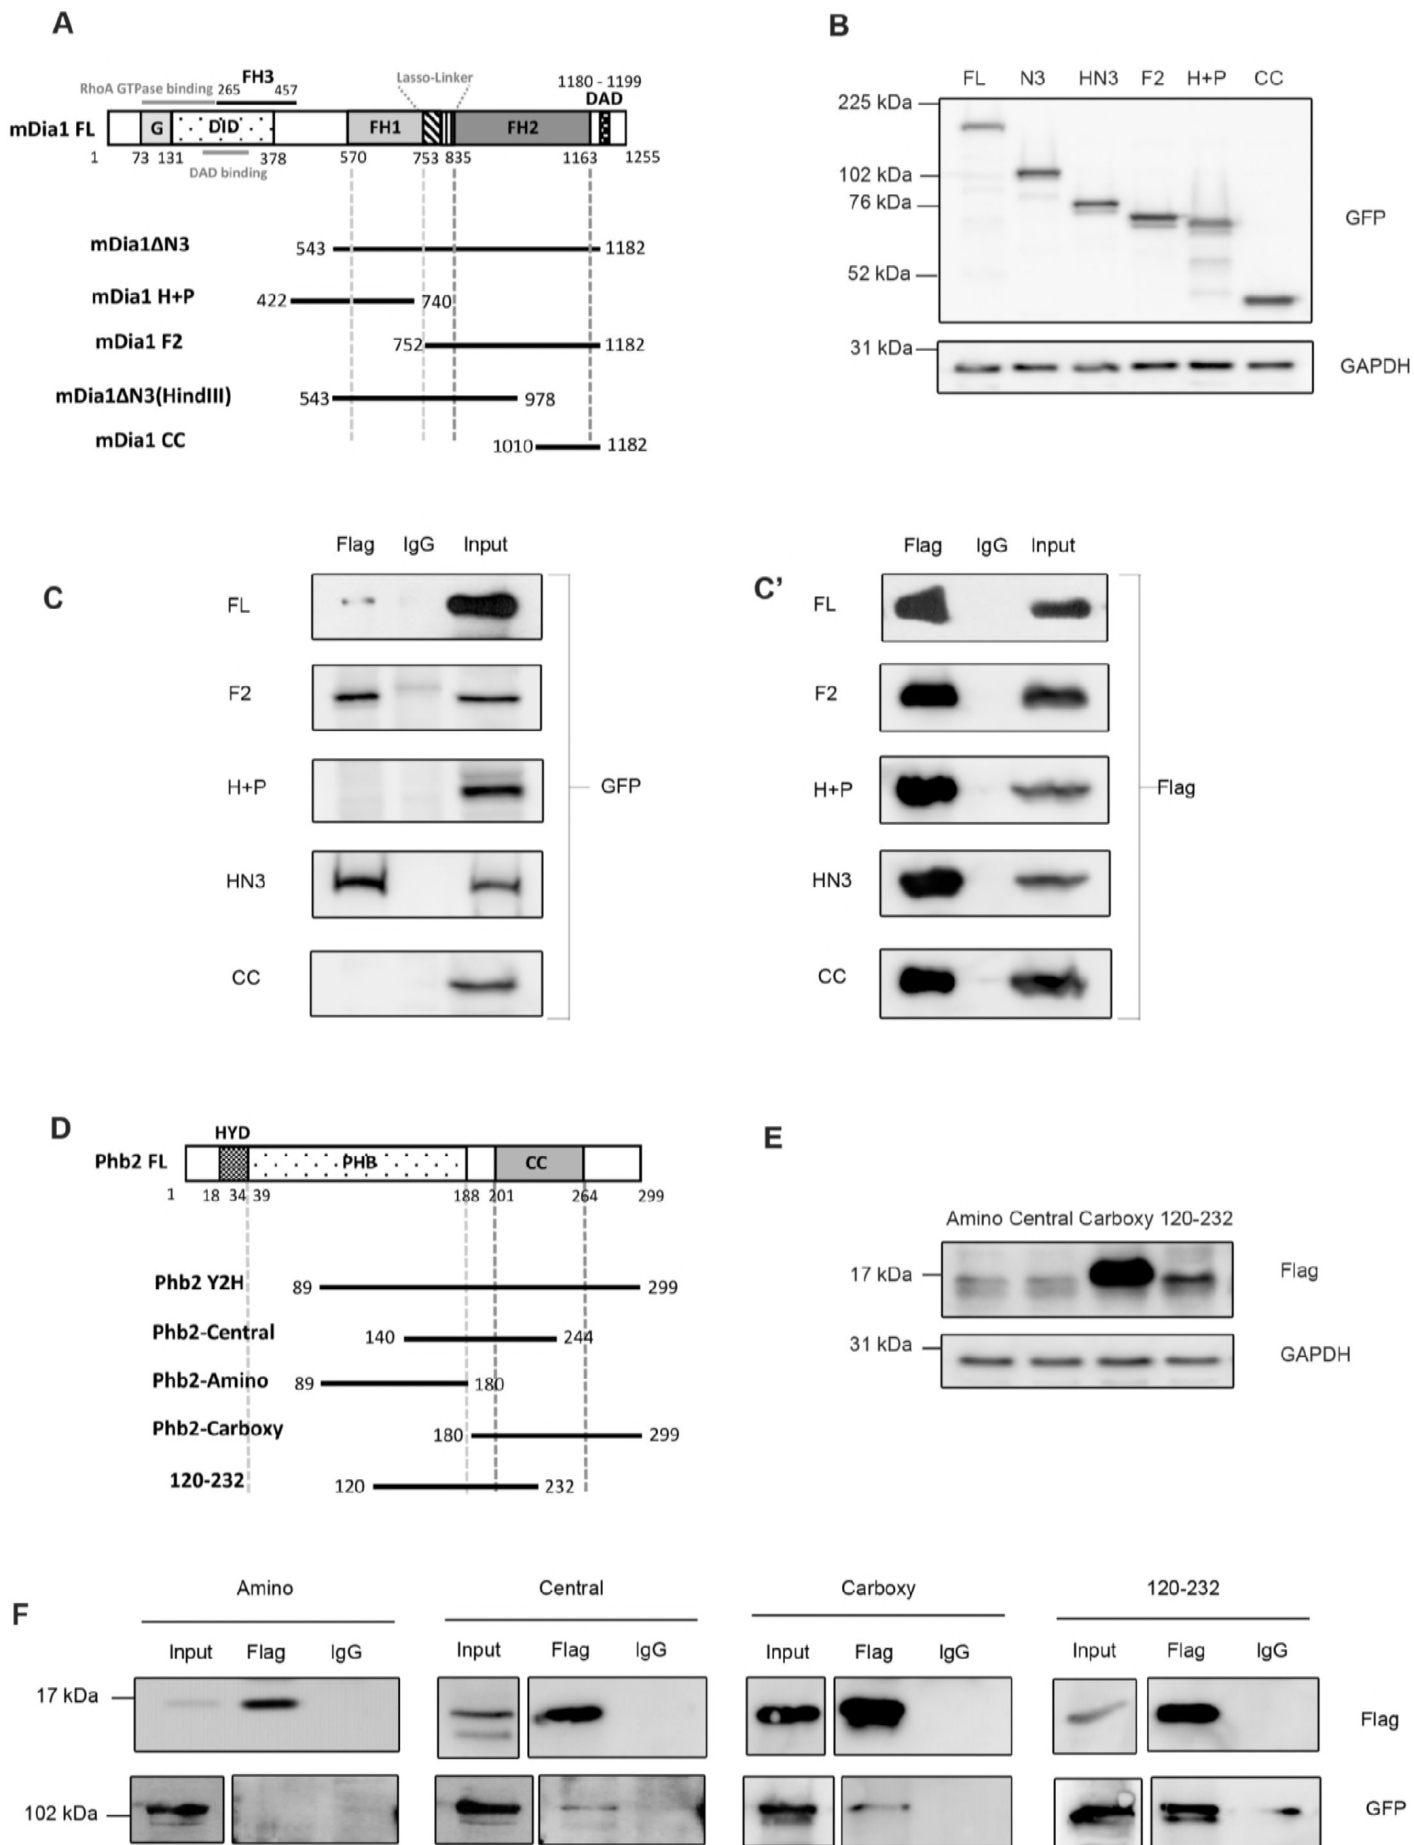 A
RhoA GTPase binding
FH3
265 457
Lasso-Linker
1180 - 1199
DAD
mDia1 FL
G
DID
FH1
FH2
1 73 131 378 570 753 835 1163 1255
DAD binding
mDia1ΔN3 543 1182
mDia1 H+P 422 740
mDia1 F2 752 1182
mDia1ΔN3(HindIII) 543 978
mDia1 CC 1010 1182
B
FL N3 HN3 F2 H+P CC
225 kDa
102 kDa
76 kDa
GFP
52 kDa
31 kDa
GAPDH
C
Flag IgG Input
FL
F2
H+P
GFP
HN3
CC
C’
Flag IgG Input
FL
F2
H+P
Flag
HN3
CC
D
HYD
Phb2 FL
PHB
CC
1 18 34 39 188 201 264 299
Phb2 Y2H 89 299
Phb2-Central 140 244
Phb2-Amino 89 180
Phb2-Carboxy 180 299
120-232 120 232
E
Amino Central Carboxy 120-232
17 kDa
Flag
31 kDa
GAPDH
F
Amino Central Carboxy 120-232
Input Flag IgG Input Flag IgG Input Flag IgG Input Flag IgG
17 kDa
Flag
102 kDa
GFP